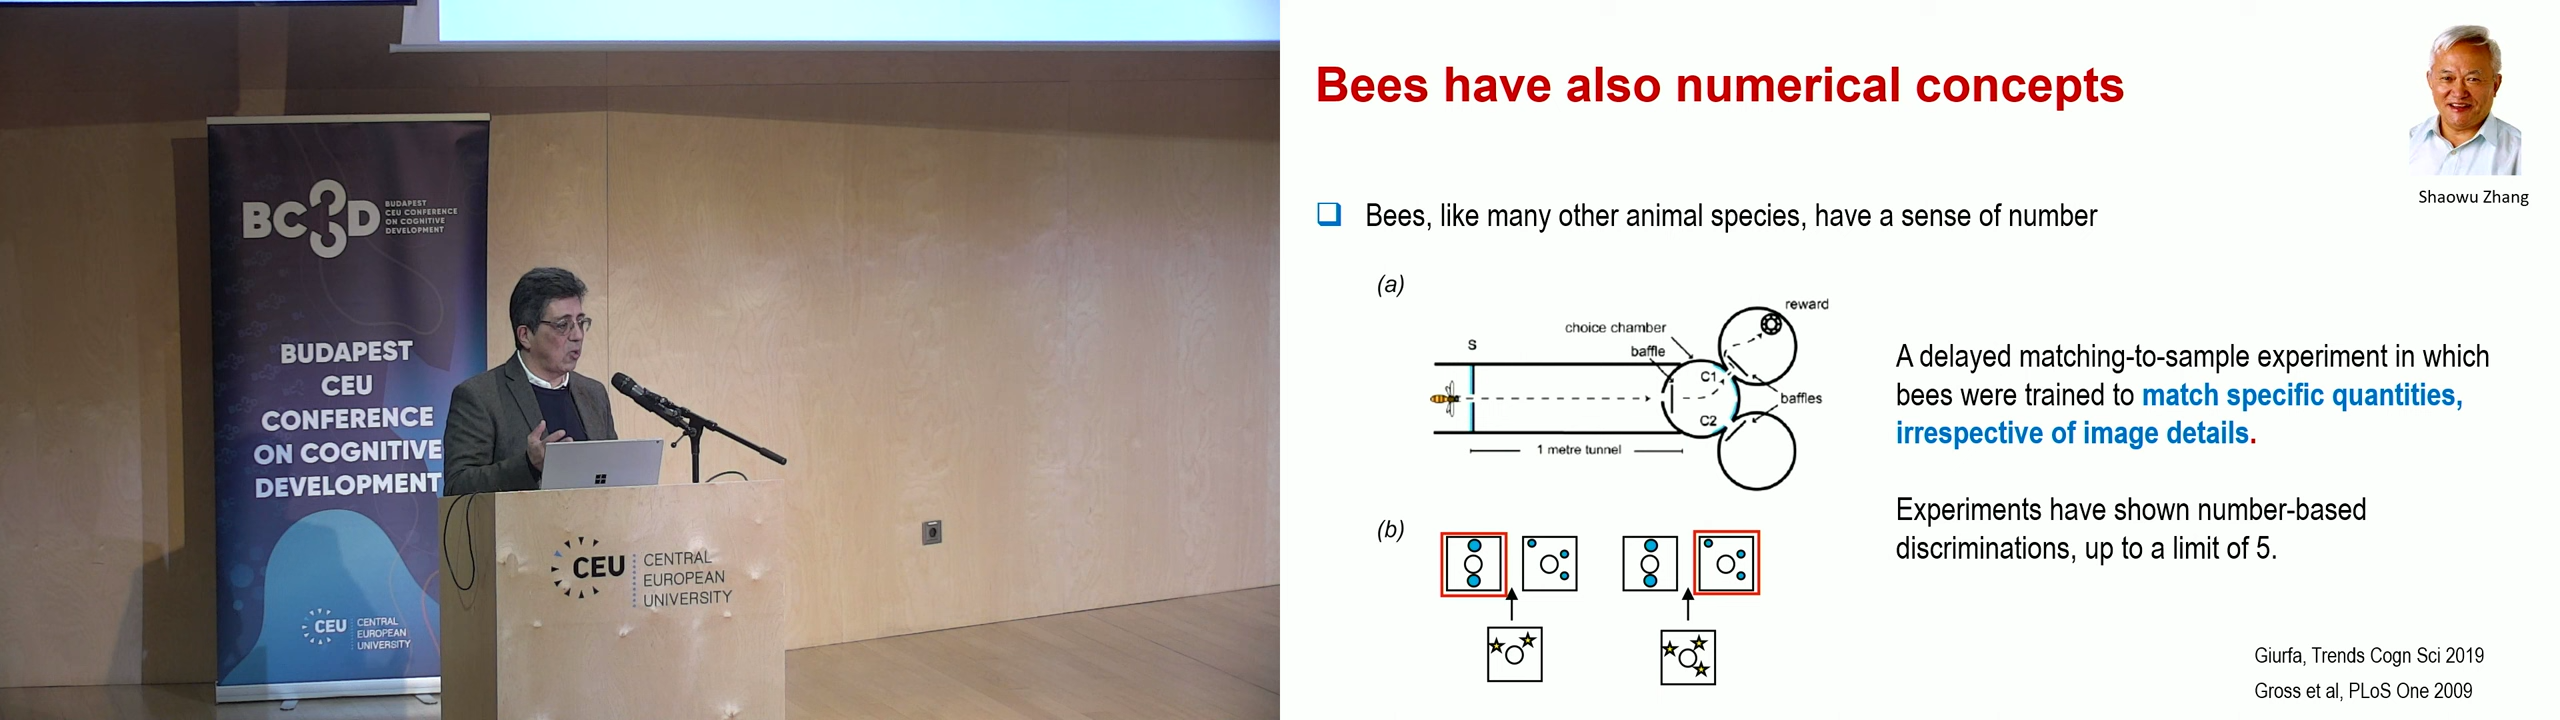 BC3D
BUDAPEST
CEU CONFERENCE
ON COGNITIVE
DEVELOPMENT
BUDAPEST
CEU
CONFERENCE
ON COGNITIVE
DEVELOPMENT
CEU
CENTRAL
EUROPEAN
UNIVERSITY
CEU
CENTRAL
EUROPEAN
UNIVERSITY
Bees have also numerical concepts
Shaowu Zhang
Bees, like many other animal species, have a sense of number
(a)
reward
choice chamber
S
baffle
C1
baffles
C2
1 metre tunnel
A delayed matching-to-sample experiment in which
bees were trained to match specific quantities,
irrespective of image details.
Experiments have shown number-based
discriminations, up to a limit of 5.
(b)
Giurfa, Trends Cogn Sci 2019
Gross et al, PLoS One 2009